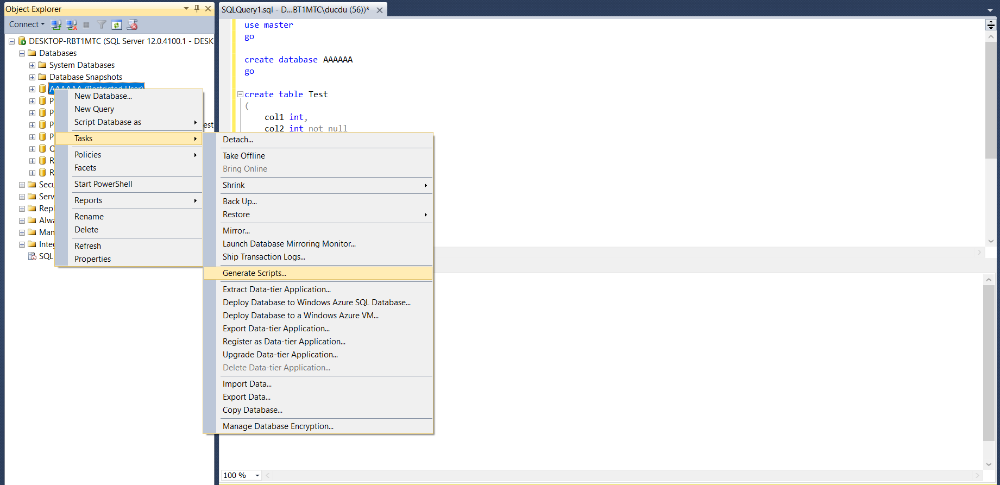 Object Explorer
Connect
DESKTOP-RBT1MTC (SQL Server 12.0.4100.1 - DESK
Databases
System Databases
Database Snapshots
AAAAAA (Restricted User)
P
P
P
est
P
Q
R
R
Secu
Serv
Repl
Alwa
Man
Integ
SQL
New Database...
New Query
Script Database as
Tasks
Policies
Facets
Start PowerShell
Reports
Rename
Delete
Refresh
Properties
Detach...
Take Offline
Bring Online
Shrink
Back Up...
Restore
Mirror...
Launch Database Mirroring Monitor...
Ship Transaction Logs...
Generate Scripts...
Extract Data-tier Application...
Deploy Database to Windows Azure SQL Database...
Deploy Database to a Windows Azure VM...
Export Data-tier Application...
Register as Data-tier Application...
Upgrade Data-tier Application...
Delete Data-tier Application...
Import Data...
Export Data...
Copy Database...
Manage Database Encryption...
SQLQuery1.sql - D...BT1MTC\ducdu (56))*
use master
go
create database AAAAAA
go
create table Test
(
col1 int,
col2 int not null
100 %